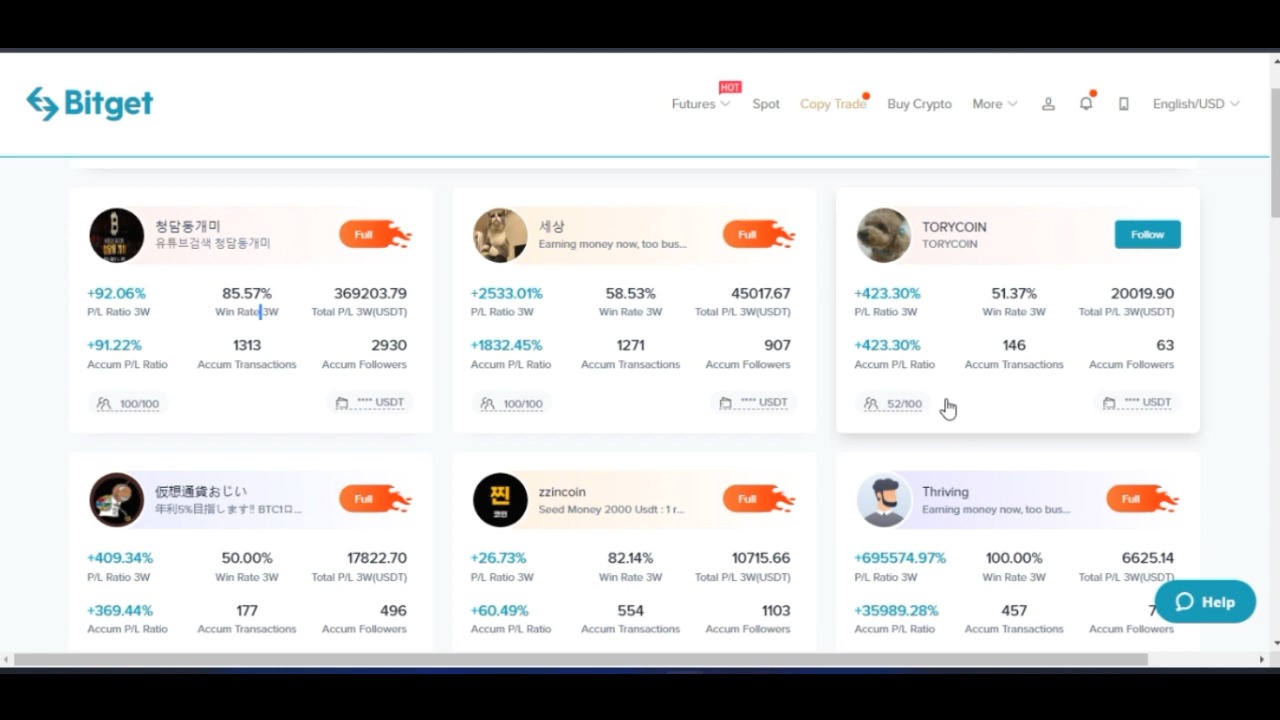 Bitget
HOT
Futures Spot Copy Trade Buy Crypto More English/USD
청담동개미
유튜브검색 청담동개미
Full
+92.06% 85.57% 369203.79
P/L Ratio 3W Win Rate 3W Total P/L 3W(USDT)
+91.22% 1313 2930
Accum P/L Ratio Accum Transactions Accum Followers
100/100 **** USDT
세상
Earning money now, too bus...
Full
+2533.01% 58.53% 45017.67
P/L Ratio 3W Win Rate 3W Total P/L 3W(USDT)
+1832.45% 1271 907
Accum P/L Ratio Accum Transactions Accum Followers
100/100 **** USDT
TORYCOIN
TORYCOIN
Follow
+423.30% 51.37% 20019.90
P/L Ratio 3W Win Rate 3W Total P/L 3W(USDT)
+423.30% 146 63
Accum P/L Ratio Accum Transactions Accum Followers
52/100 **** USDT
仮想通貨おじい
年利5%目指します!! BTC1ロ...
Full
+409.34% 50.00% 17822.70
P/L Ratio 3W Win Rate 3W Total P/L 3W(USDT)
+369.44% 177 496
Accum P/L Ratio Accum Transactions Accum Followers
찐
코인
zzincoin
Seed Money 2000 Usdt : 1 r...
Full
+26.73% 82.14% 10715.66
P/L Ratio 3W Win Rate 3W Total P/L 3W(USDT)
+60.49% 554 1103
Accum P/L Ratio Accum Transactions Accum Followers
Thriving
Earning money now, too bus...
Full
+695574.97% 100.00% 6625.14
P/L Ratio 3W Win Rate 3W Total P/L 3W(USDT)
+35989.28% 457
Accum P/L Ratio Accum Transactions Accum Followers
Help